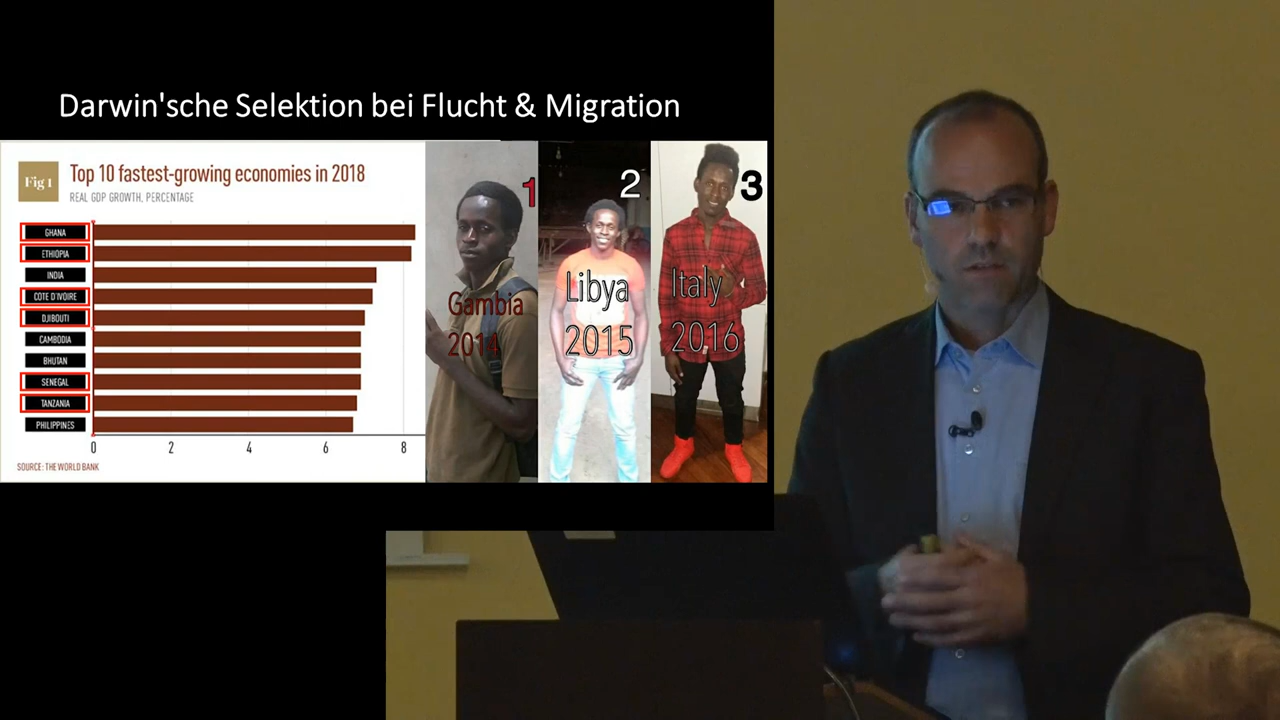 Darwin'sche Selektion bei Flucht & Migration
Fig 1
Top 10 fastest-growing economies in 2018
REAL GDP GROWTH, PERCENTAGE
GHANA
ETHIOPIA
INDIA
CÔTE D'IVOIRE
DJIBOUTI
CAMBODIA
BHUTAN
SENEGAL
TANZANIA
PHILIPPINES
0 2 4 6 8
SOURCE: THE WORLD BANK
1
Gambia
2014
2
Libya
2015
3
Italy
2016